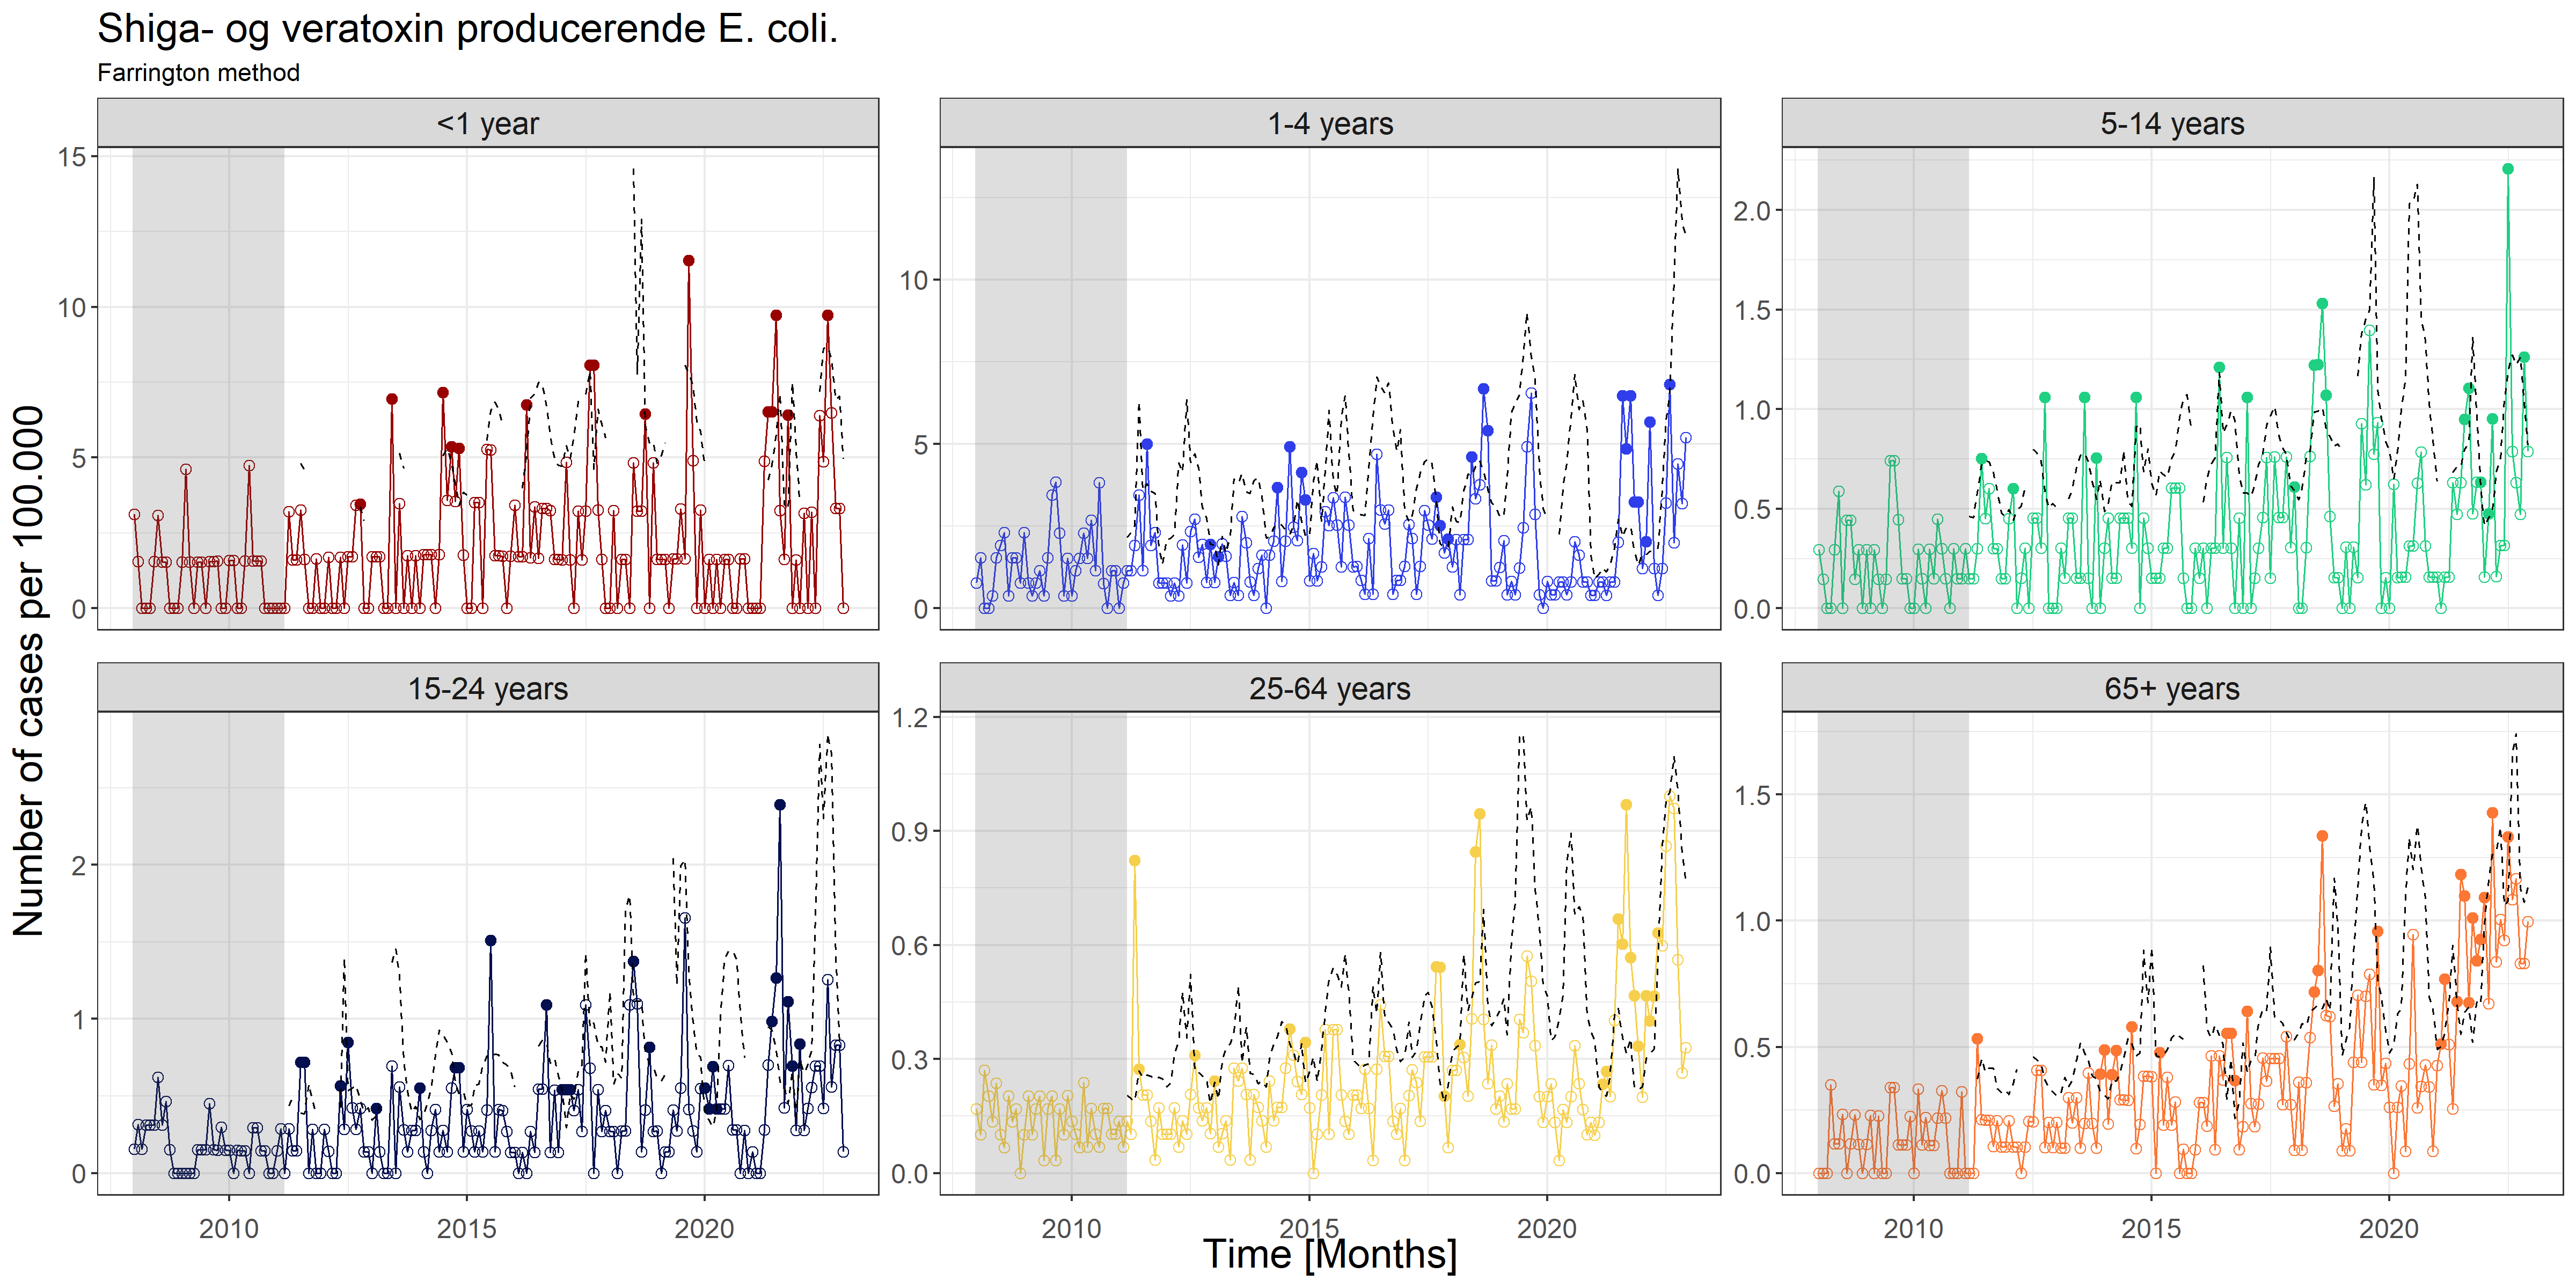 Shiga- og veratoxin producerende E. coli.
Farrington method
<1 year
1-4 years
5-14 years
15
10
5
0
10
5
0
2.0
1.5
1.0
0.5
0.0
15-24 years
25-64 years
65+ years
2
1
0
1.2
0.9
0.6
0.3
0.0
1.5
1.0
0.5
0.0
2010 2015 2020
2010 2015 2020
2010 2015 2020
Number of cases per 100.000
Time [Months]